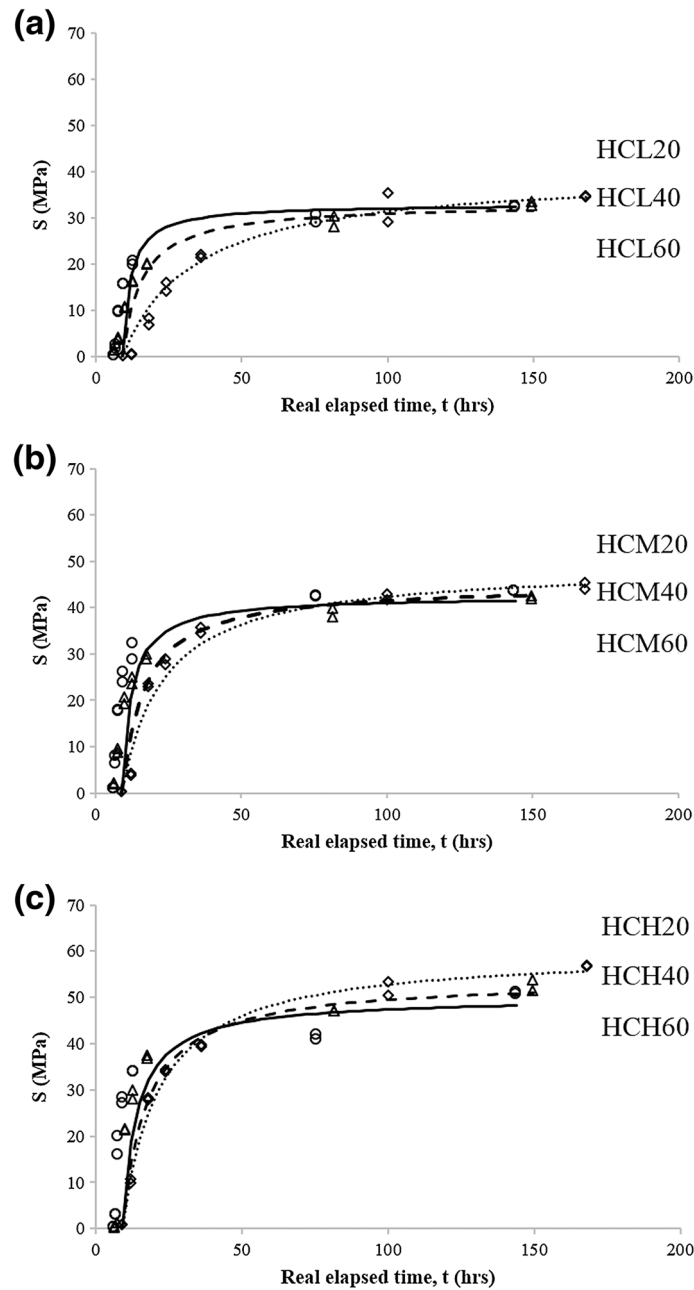 (a)
70
60
50
40
30
20
10
0
S (MPa)
0 50 100 150 200
Real elapsed time, t (hrs)
HCL20
HCL40
HCL60
(b)
70
60
50
40
30
20
10
0
S (MPa)
0 50 100 150 200
Real elapsed time, t (hrs)
HCM20
HCM40
HCM60
(c)
70
60
50
40
30
20
10
0
S (MPa)
0 50 100 150 200
Real elapsed time, t (hrs)
HCH20
HCH40
HCH60